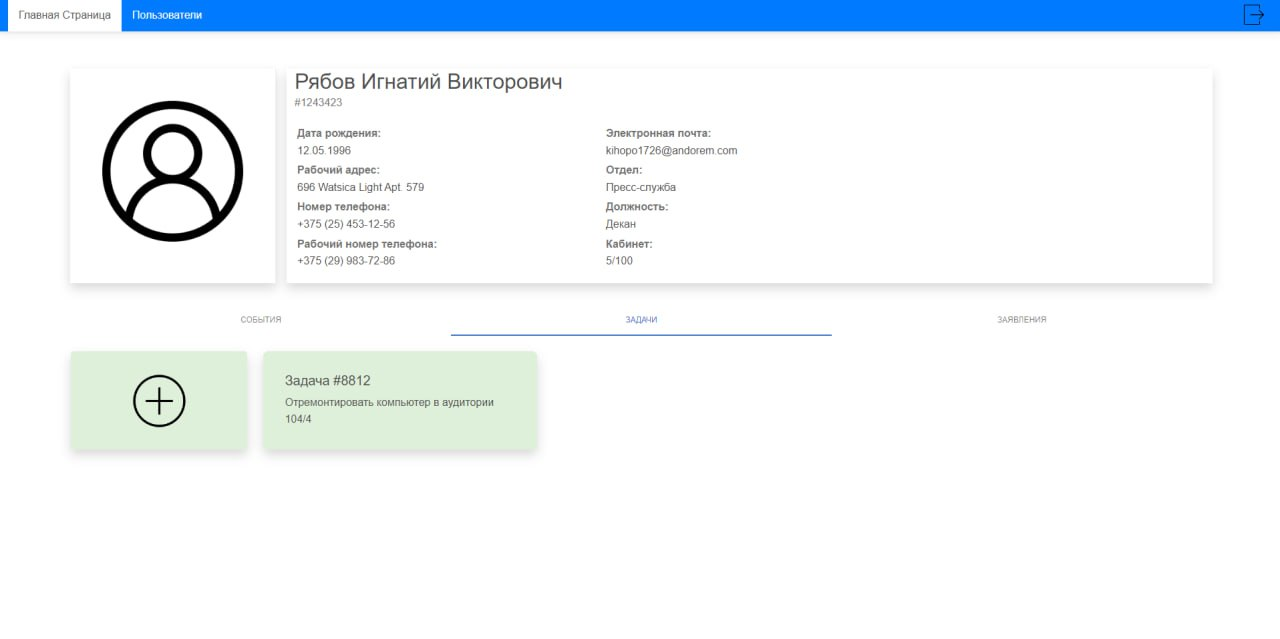 Главная Страница
Пользователи
Рябов Игнатий Викторович
#1243423
Дата рождения:
12.05.1996
Рабочий адрес:
696 Watsica Light Apt. 579
Номер телефона:
+375 (25) 453-12-56
Рабочий номер телефона:
+375 (29) 983-72-86
Электронная почта:
kihopo1726@andorem.com
Отдел:
Пресс-служба
Должность:
Декан
Кабинет:
5/100
СОБЫТИЯ
ЗАДАЧИ
ЗАЯВЛЕНИЯ
Задача #8812
Отремонтировать компьютер в аудитории
104/4